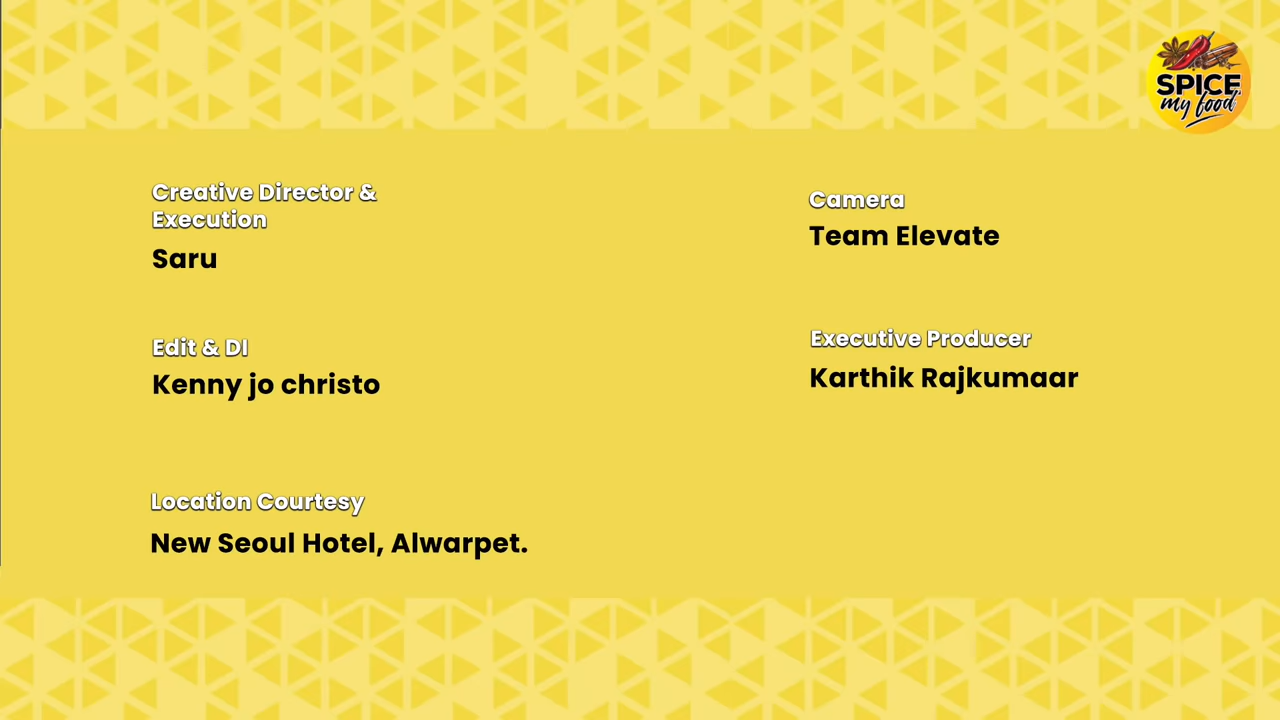 SPICE
my food
Creative Director &
Execution
Saru
Camera
Team Elevate
Edit & DI
Kenny jo christo
Executive Producer
Karthik Rajkumaar
Location Courtesy
New Seoul Hotel, Alwarpet.